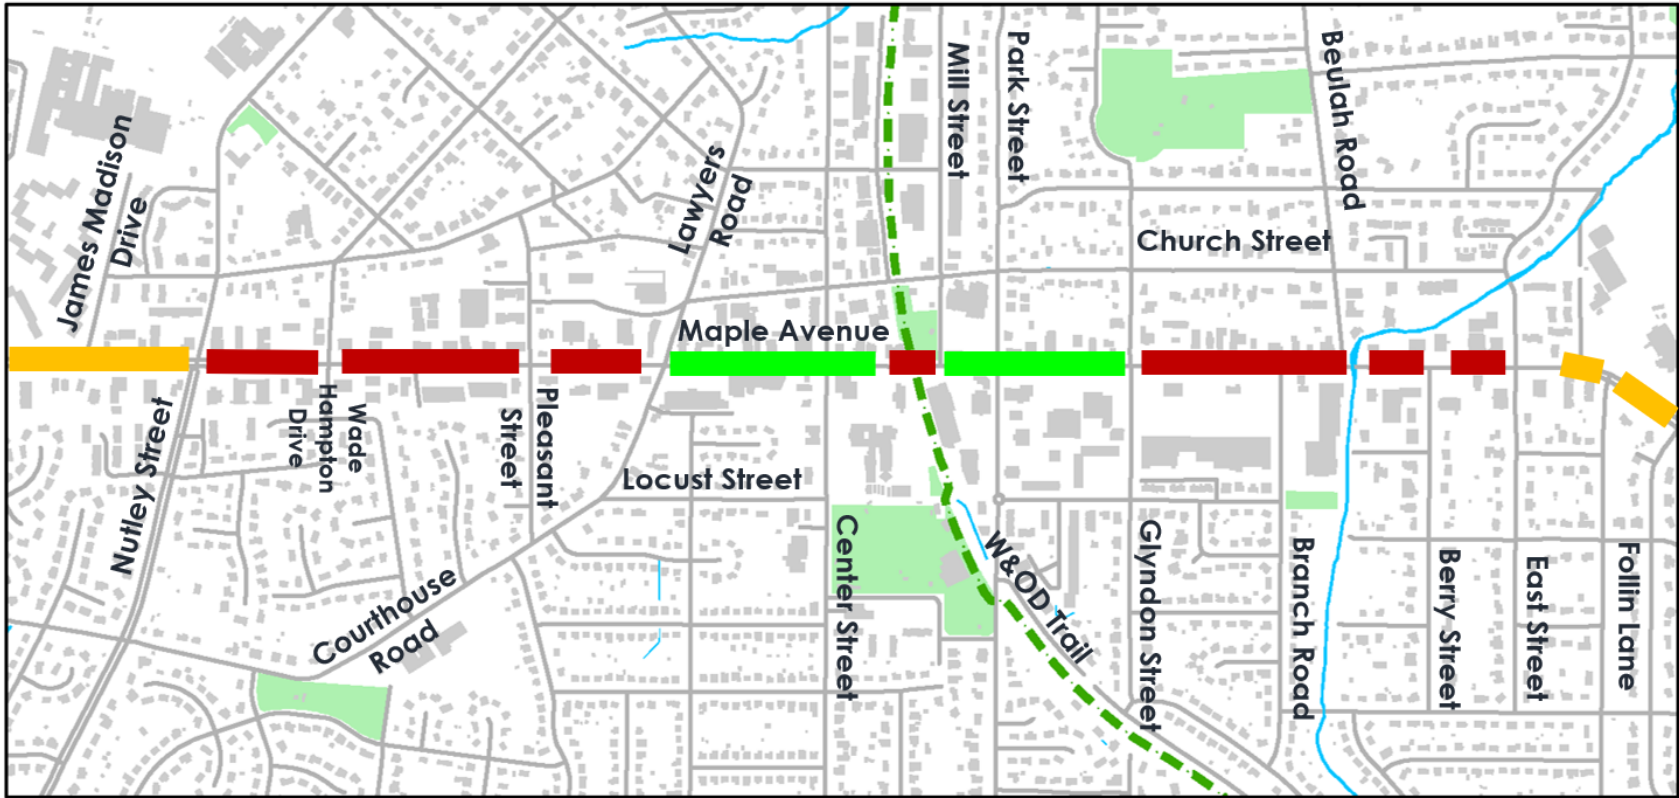 James Madison
Drive
Lawyers
Road
Mill Street
Park Street
Beulah Road
Church Street
Maple Avenue
Nutley Street
Wade
Hampton
Drive
Pleasant
Street
Locust Street
Courthouse
Road
Center Street
W&OD Trail
Glyndon Street
Branch Road
Berry Street
East Street
Follin Lane